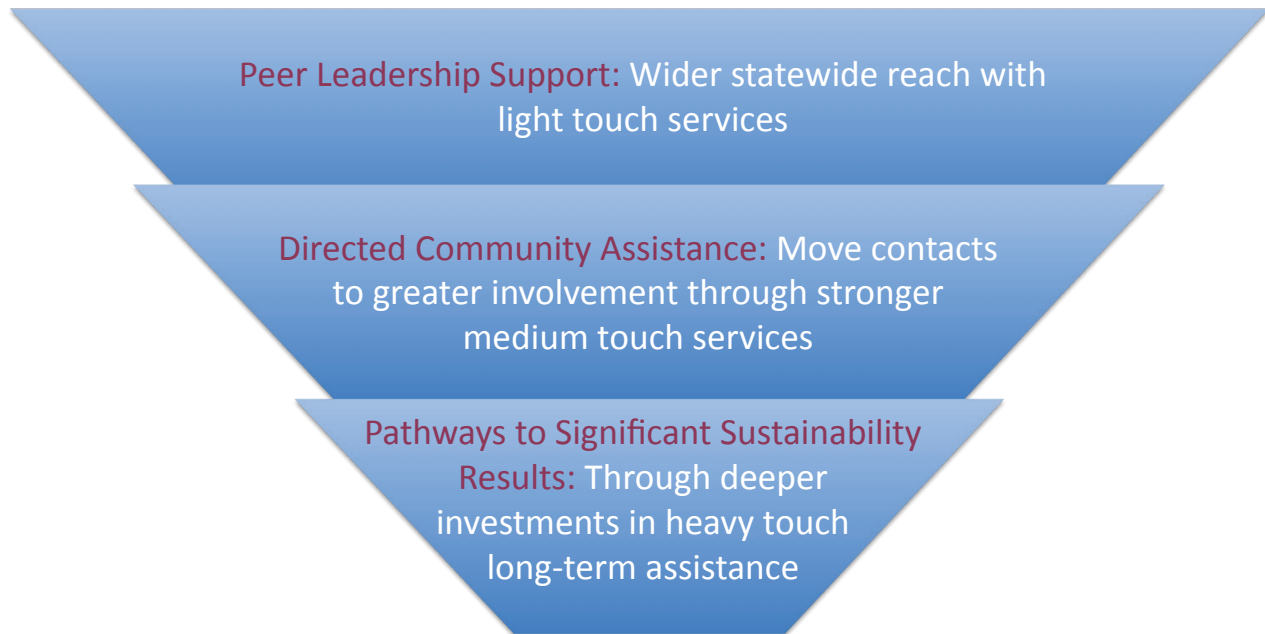 Peer Leadership Support: Wider statewide reach with
light touch services
Directed Community Assistance: Move contacts
to greater involvement through stronger
medium touch services
Pathways to Significant Sustainability
Results: Through deeper
investments in heavy touch
long-term assistance